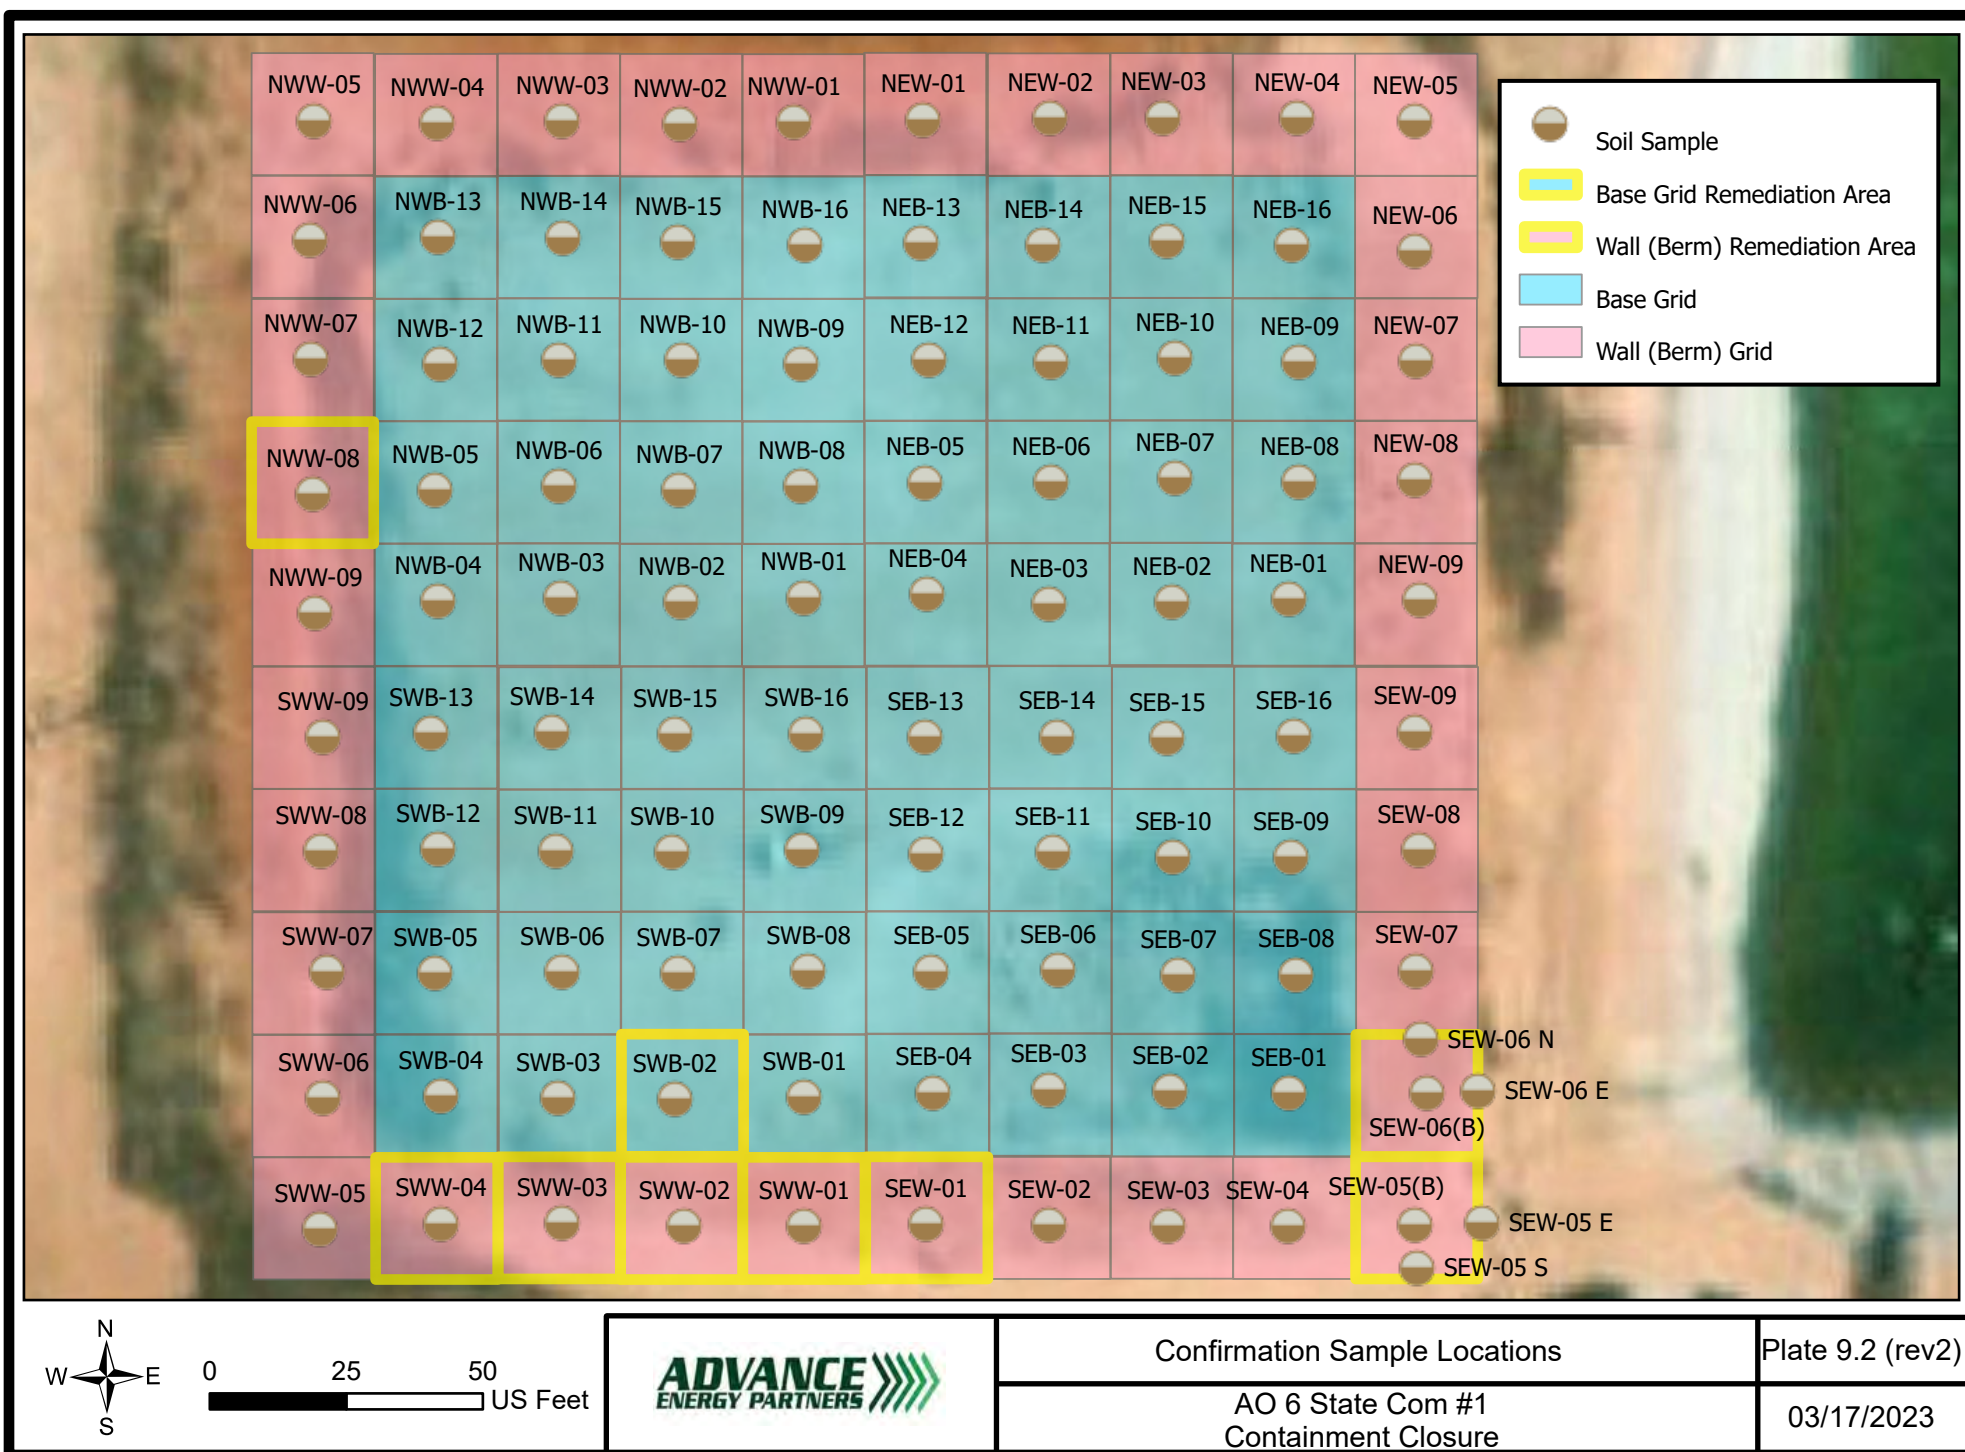 NWW-05 NWW-04 NWW-03 NWW-02 NWW-01 NEW-01 NEW-02 NEW-03 NEW-04 NEW-05
Soil Sample
Base Grid Remediation Area
Wall (Berm) Remediation Area
Base Grid
Wall (Berm) Grid
NWW-06 NWB-13 NWB-14 NWB-15 NWB-16 NEB-13 NEB-14 NEB-15 NEB-16 NEW-06
NWW-07 NWB-12 NWB-11 NWB-10 NWB-09 NEB-12 NEB-11 NEB-10 NEB-09 NEW-07
NWW-08 NWB-05 NWB-06 NWB-07 NWB-08 NEB-05 NEB-06 NEB-07 NEB-08 NEW-08
NWW-09 NWB-04 NWB-03 NWB-02 NWB-01 NEB-04 NEB-03 NEB-02 NEB-01 NEW-09
SWW-09 SWB-13 SWB-14 SWB-15 SWB-16 SEB-13 SEB-14 SEB-15 SEB-16 SEW-09
SWW-08 SWB-12 SWB-11 SWB-10 SWB-09 SEB-12 SEB-11 SEB-10 SEB-09 SEW-08
SWW-07 SWB-05 SWB-06 SWB-07 SWB-08 SEB-05 SEB-06 SEB-07 SEB-08 SEW-07
SEW-06 N
SWW-06 SWB-04 SWB-03 SWB-02 SWB-01 SEB-04 SEB-03 SEB-02 SEB-01 SEW-06 E
SEW-06(B)
SWW-05 SWW-04 SWW-03 SWW-02 SWW-01 SEW-01 SEW-02 SEW-03 SEW-04 SEW-05(B)
SEW-05 E
SEW-05 S
N
W E
S
0 25 50
US Feet
ADVANCE
ENERGY PARTNERS
Confirmation Sample Locations
Plate 9.2 (rev2)
AO 6 State Com #1
Containment Closure
03/17/2023